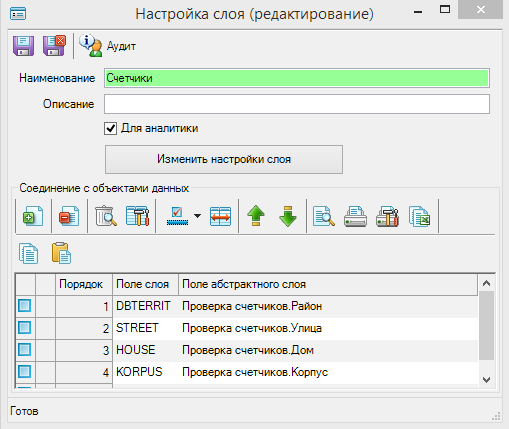 Настройка слоя (редактирование)
Аудит
Наименование Счетчики
Описание
Для аналитики
Изменить настройки слоя
Соединение с объектами данных
Порядок Поле слоя Поле абстрактного слоя
1 DBTERRIT Проверка счетчиков.Район
2 STREET Проверка счетчиков.Улица
3 HOUSE Проверка счетчиков.Дом
4 KORPUS Проверка счетчиков.Корпус
Готов